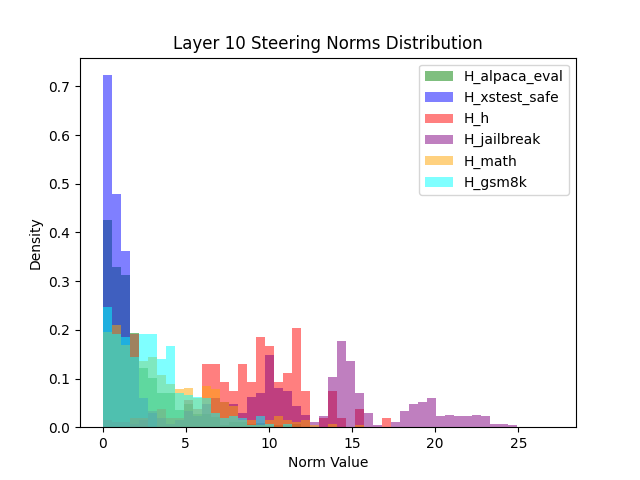 Layer 10 Steering Norms Distribution
H_alpaca_eval
H_xstest_safe
H_h
H_jailbreak
H_math
H_gsm8k
Density
0.7
0.6
0.5
0.4
0.3
0.2
0.1
0.0
0 5 10 15 20 25
Norm Value